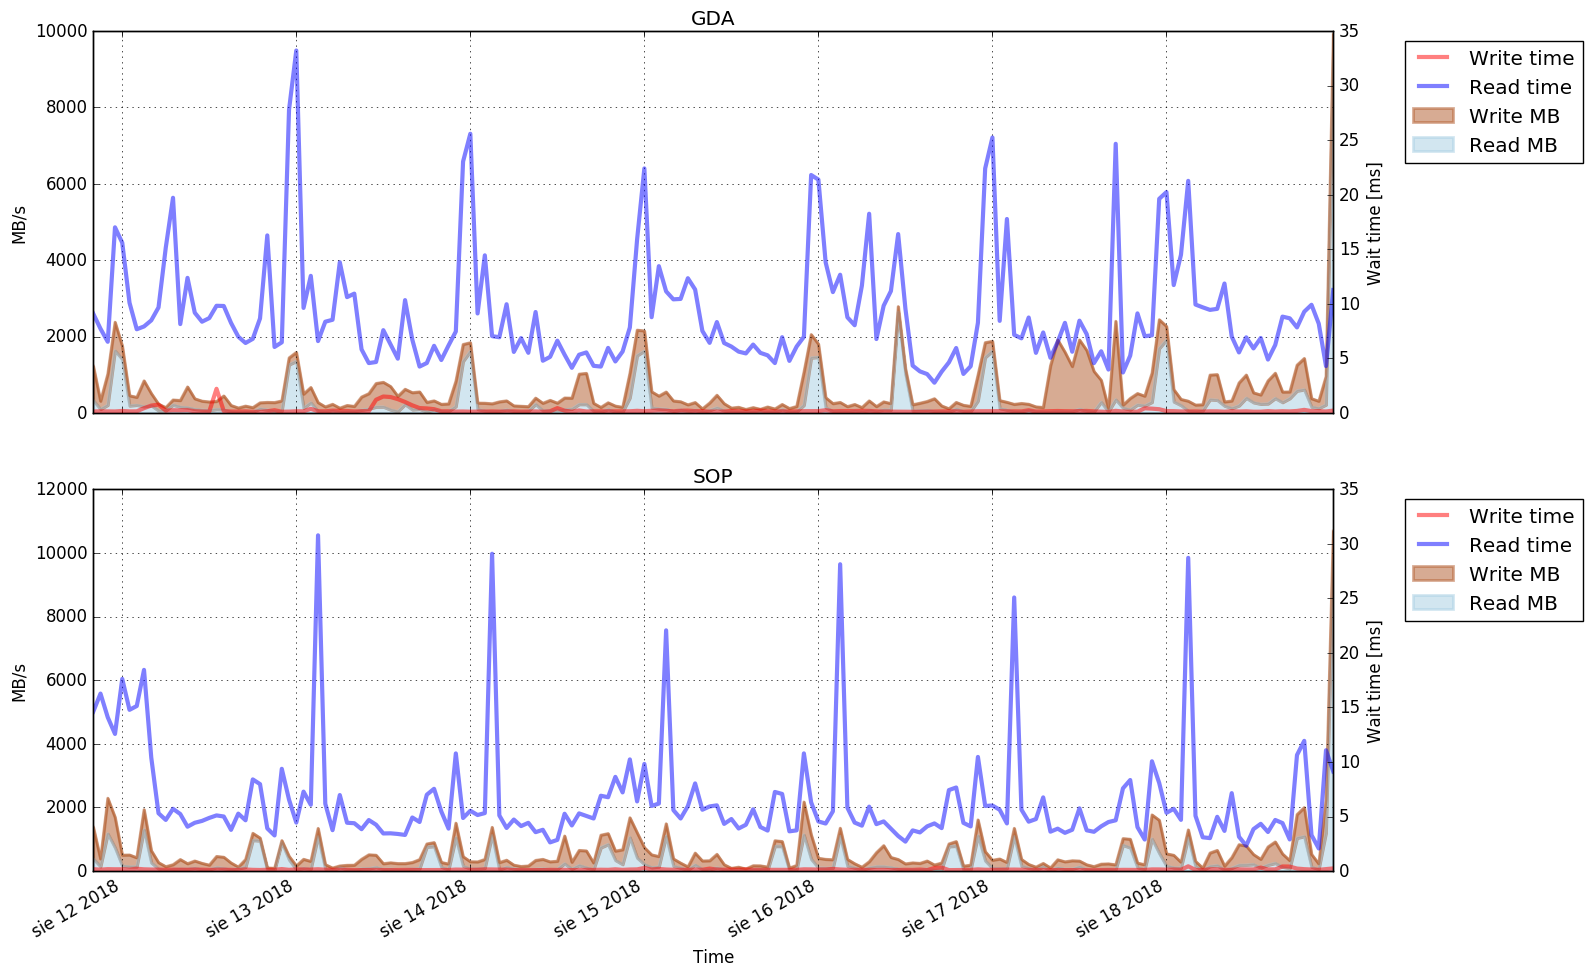 GDA
10000
8000
6000
4000
2000
0
MB/s
35
30
25
20
15
10
5
0
Wait time [ms]
Write time
Read time
Write MB
Read MB
SOP
12000
10000
8000
6000
4000
2000
0
MB/s
35
30
25
20
15
10
5
0
Wait time [ms]
Write time
Read time
Write MB
Read MB
sie 12 2018
sie 13 2018
sie 14 2018
sie 15 2018
sie 16 2018
sie 17 2018
sie 18 2018
Time